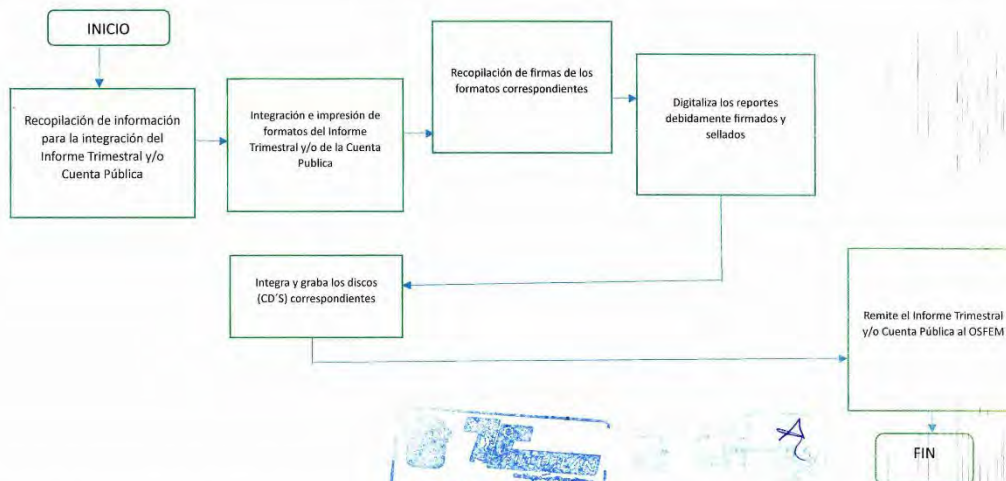 INICIO
Recopilación de información
para la integración del
Informe Trimestral y/o
Cuenta Pública
Integración e impresión de
formatos del Informe
Trimestral y/o de la Cuenta
Publica
Recopilación de firmas de los
formatos correspondientes
Digitaliza los reportes
debidamente firmados y
sellados
Integra y graba los discos
(CD´S) correspondientes
Remite el Informe Trimestral
y/o Cuenta Pública al OSFEM
FIN